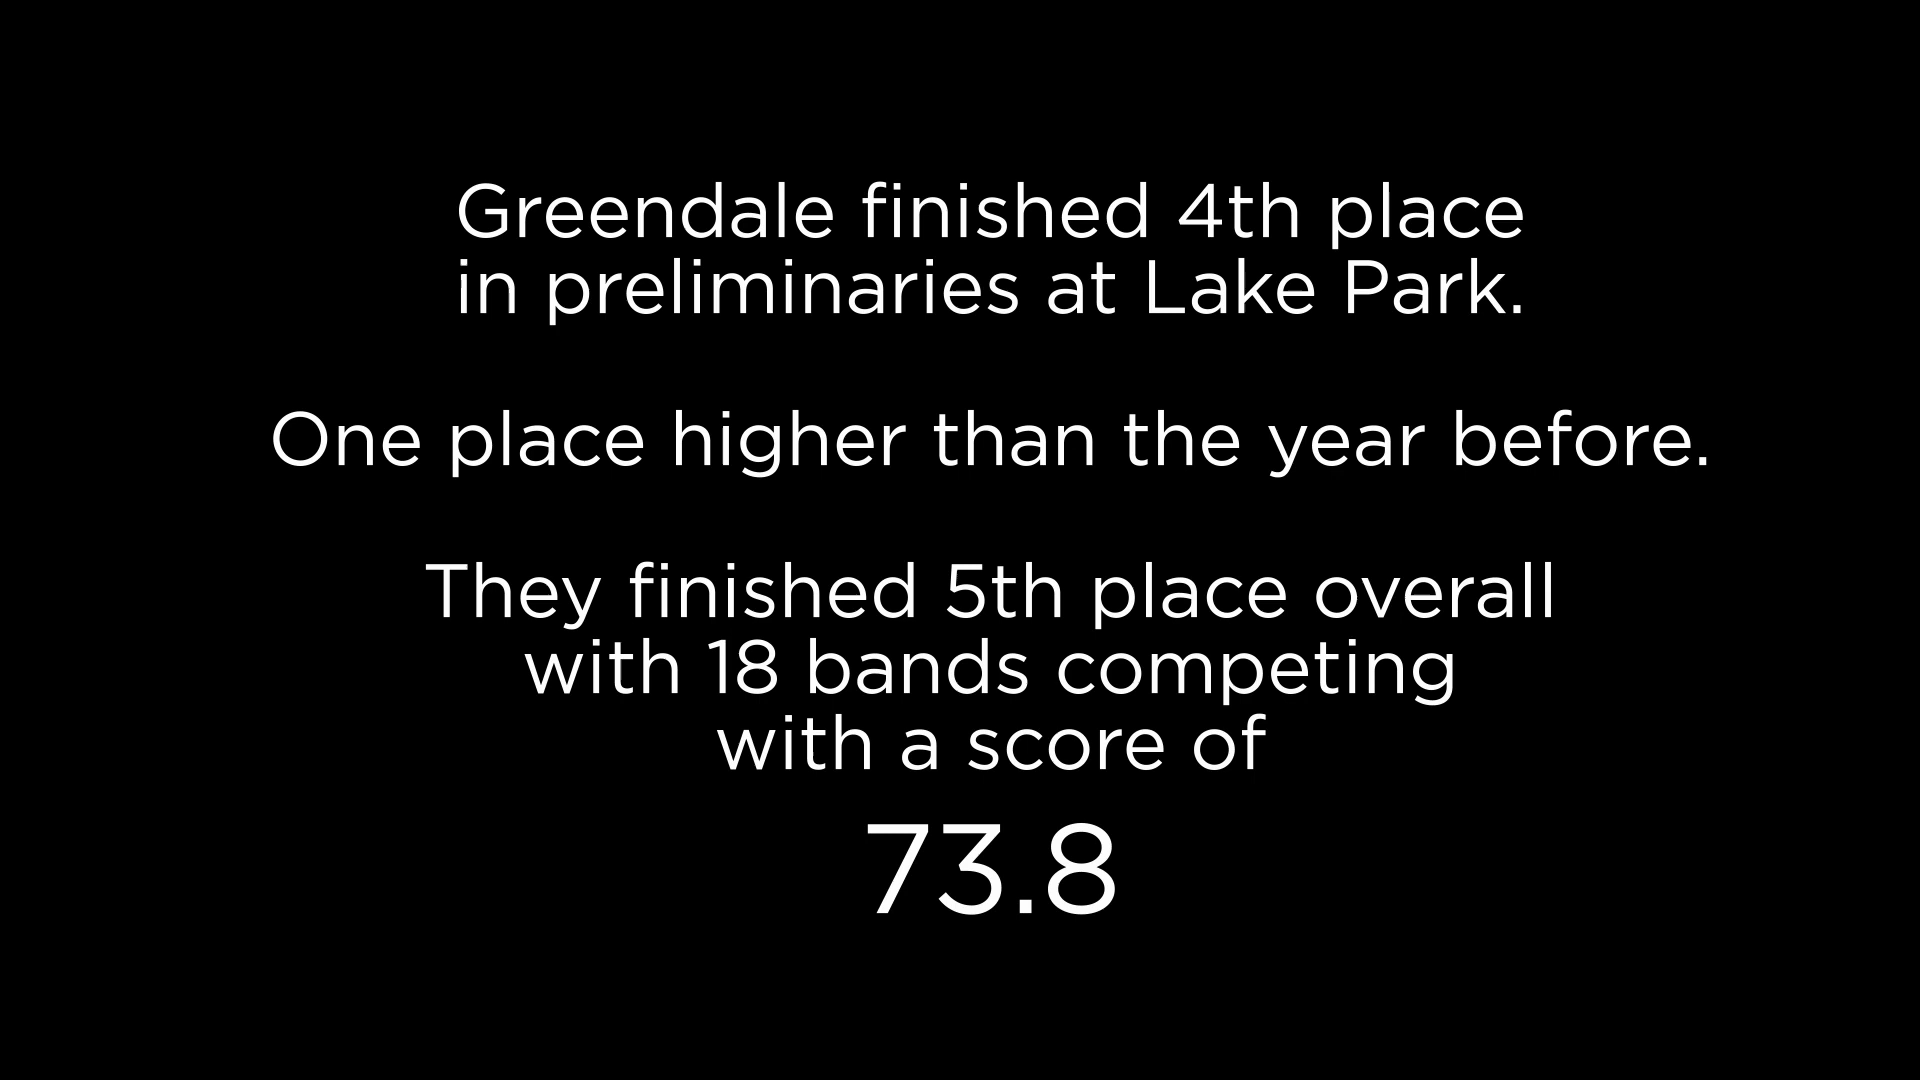 Greendale finished 4th place
in preliminaries at Lake Park.
One place higher than the year before.
They finished 5th place overall
with 18 bands competing
with a score of
73.8